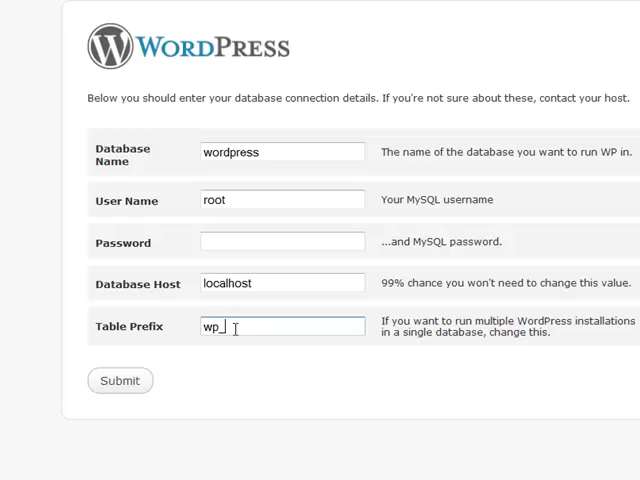 WORDPRESS
Below you should enter your database connection details. If you're not sure about these, contact your host.
Database Name
wordpress
The name of the database you want to run WP in.
User Name
root
Your MySQL username
Password
...and MySQL password.
Database Host
localhost
99% chance you won't need to change this value.
Table Prefix
wp_
If you want to run multiple WordPress installations
in a single database, change this.
Submit